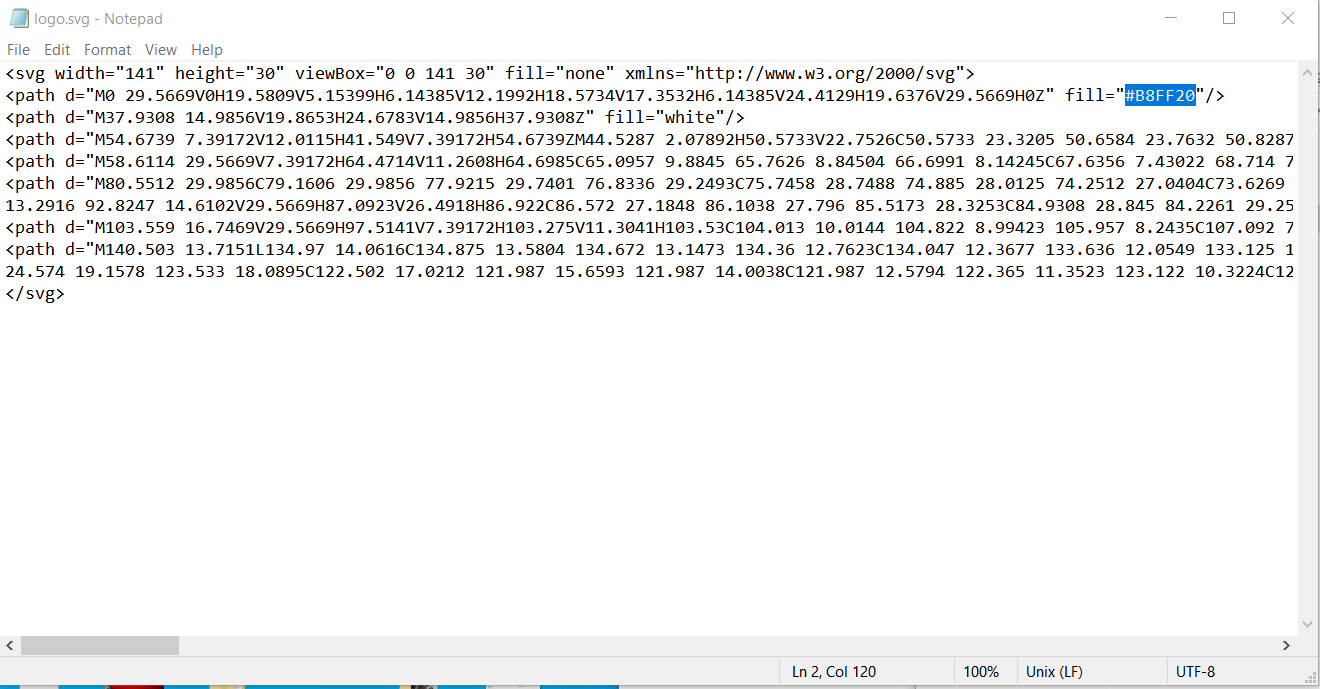 logo.svg - Notepad
File Edit Format View Help
<svg width="141" height="30" viewBox="0 0 141 30" fill="none" xmlns="http://www.w3.org/2000/svg">
<path d="M0 29.5669V0H19.5809V5.15399H6.14385V12.1992H18.5734V17.3532H6.14385V24.4129H19.6376V29.5669H0Z" fill="#B8FF20"/>
<path d="M37.9308 14.9856V19.8653H24.6783V14.9856H37.9308Z" fill="white"/>
<path d="M54.6739 7.39172V12.0115H41.549V7.39172H54.6739ZM44.5287 2.07892H50.5733V22.7526C50.5733 23.3205 50.6584 23.7632 50.8287
<path d="M58.6114 29.5669V7.39172H64.4714V11.2608H64.6985C65.0957 9.8845 65.7626 8.84504 66.6991 8.14245C67.6356 7.43022 68.714 7
<path d="M80.5512 29.9856C79.1606 29.9856 77.9215 29.7401 76.8336 29.2493C75.7458 28.7488 74.885 28.0125 74.2512 27.0404C73.6269
13.2916 92.8247 14.6102V29.5669H87.0923V26.4918H86.922C86.572 27.1848 86.1038 27.796 85.5173 28.3253C84.9308 28.845 84.2261 29.25
<path d="M103.559 16.7469V29.5669H97.5141V7.39172H103.275V11.3041H103.53C104.013 10.0144 104.822 8.99423 105.957 8.2435C107.092 7
<path d="M140.503 13.7151L134.97 14.0616C134.875 13.5804 134.672 13.1473 134.36 12.7623C134.047 12.3677 133.636 12.0549 133.125 1
24.574 19.1578 123.533 18.0895C122.502 17.0212 121.987 15.6593 121.987 14.0038C121.987 12.5794 122.365 11.3523 123.122 10.3224C12
</svg>
Ln 2, Col 120 100% Unix (LF) UTF-8